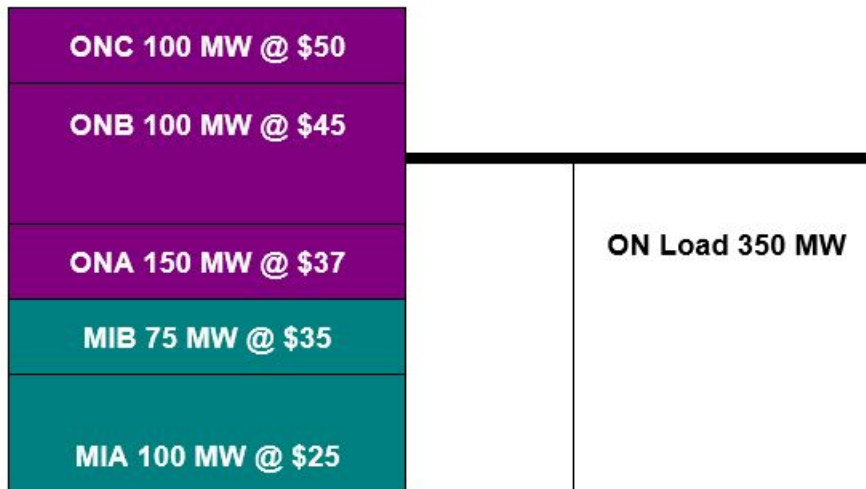 ONC 100 MW @ $50
ONB 100 MW @ $45
ON Load 350 MW
ONA 150 MW @ $37
MIB 75 MW @ $35
MIA 100 MW @ $25